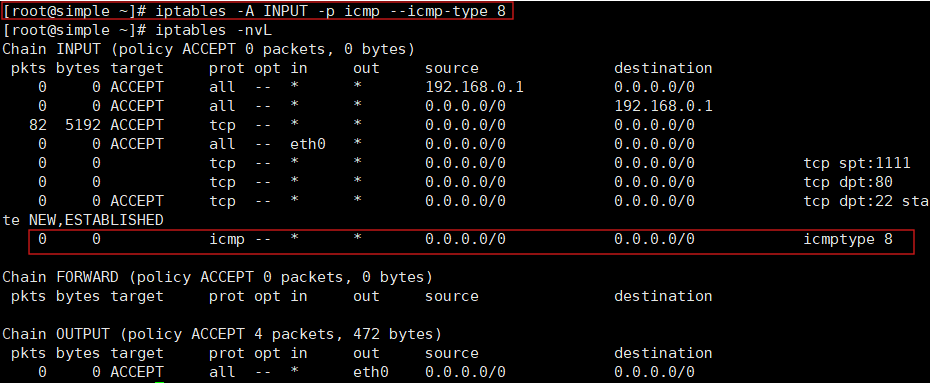 [root@simple ~]# iptables -A INPUT -p icmp --icmp-type 8
[root@simple ~]# iptables -nvL
Chain INPUT (policy ACCEPT 0 packets, 0 bytes)
 pkts bytes target     prot opt in     out     source               destination
    0     0 ACCEPT     all  --  *      *       192.168.0.1          0.0.0.0/0
    0     0 ACCEPT     all  --  *      *       0.0.0.0/0            192.168.0.1
   82  5192 ACCEPT     tcp  --  *      *       0.0.0.0/0            0.0.0.0/0
    0     0 ACCEPT     all  --  eth0   *       0.0.0.0/0            0.0.0.0/0
    0     0            tcp  --  *      *       0.0.0.0/0            0.0.0.0/0            tcp spt:1111
    0     0            tcp  --  *      *       0.0.0.0/0            0.0.0.0/0            tcp dpt:80
    0     0 ACCEPT     tcp  --  *      *       0.0.0.0/0            0.0.0.0/0            tcp dpt:22 sta
te NEW,ESTABLISHED
    0     0            icmp --  *      *       0.0.0.0/0            0.0.0.0/0            icmptype 8
Chain FORWARD (policy ACCEPT 0 packets, 0 bytes)
 pkts bytes target     prot opt in     out     source               destination
Chain OUTPUT (policy ACCEPT 4 packets, 472 bytes)
 pkts bytes target     prot opt in     out     source               destination
    0     0 ACCEPT     all  --  *      eth0    0.0.0.0/0            0.0.0.0/0